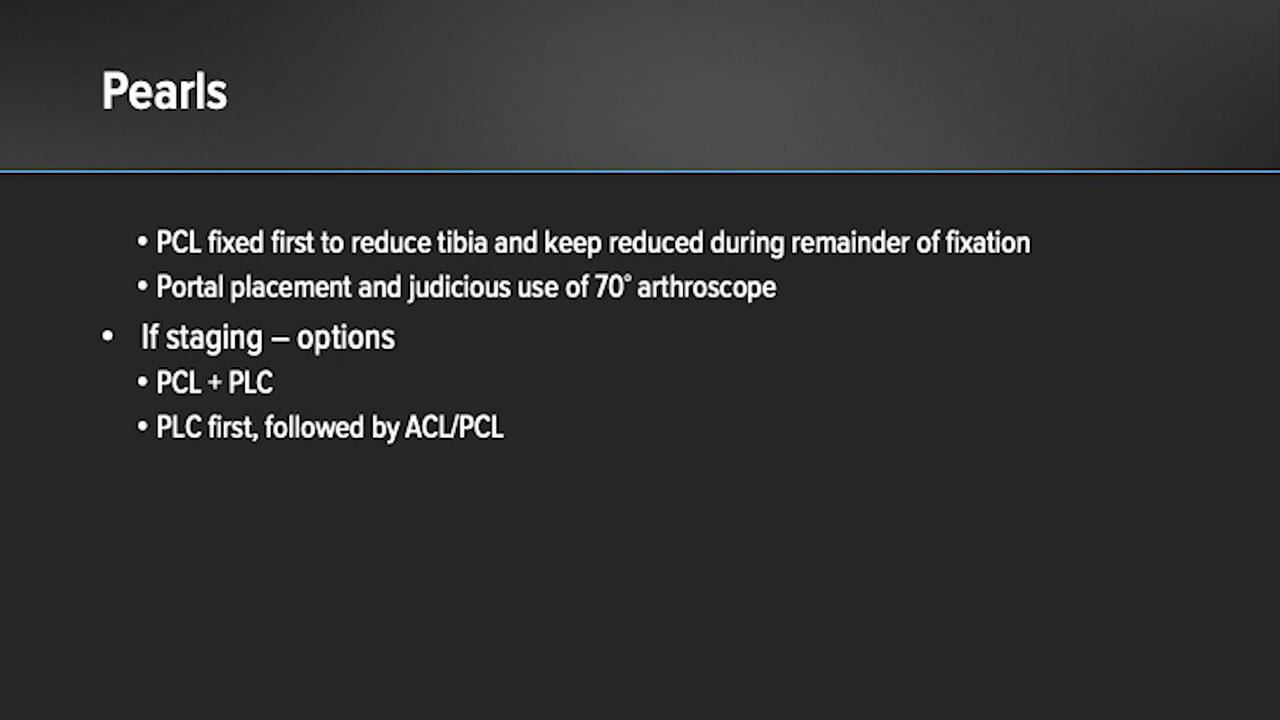 Pearls
• PCL fixed first to reduce tibia and keep reduced during remainder of fixation
• Portal placement and judicious use of 70° arthroscope
• If staging – options
• PCL + PLC
• PLC first, followed by ACL/PCL